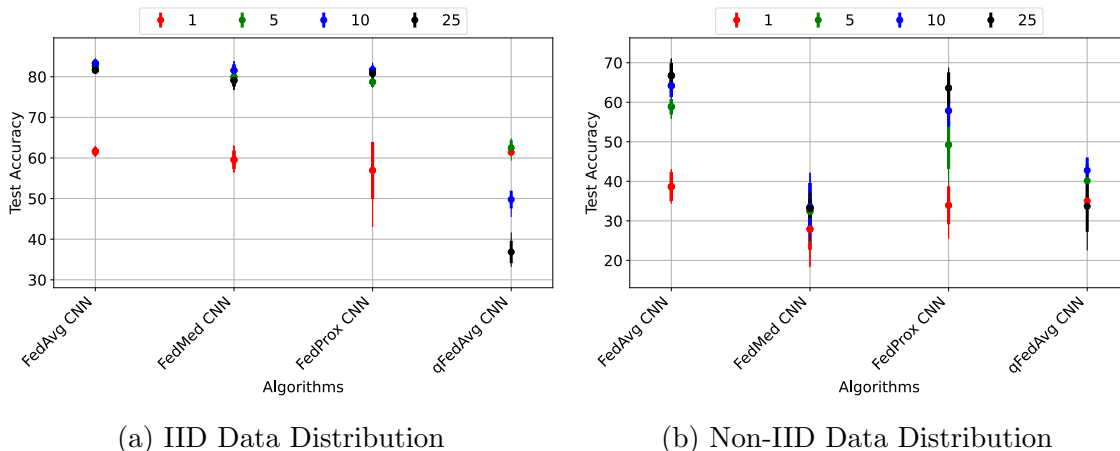 1 5 10 25
80
70
60
50
40
30
Test Accuracy
FedAvg CNN
FedMed CNN
FedProx CNN
qFedAvg CNN
Algorithms
(a) IID Data Distribution
1 5 10 25
70
60
50
40
30
20
Test Accuracy
FedAvg CNN
FedMed CNN
FedProx CNN
qFedAvg CNN
Algorithms
(b) Non-IID Data Distribution